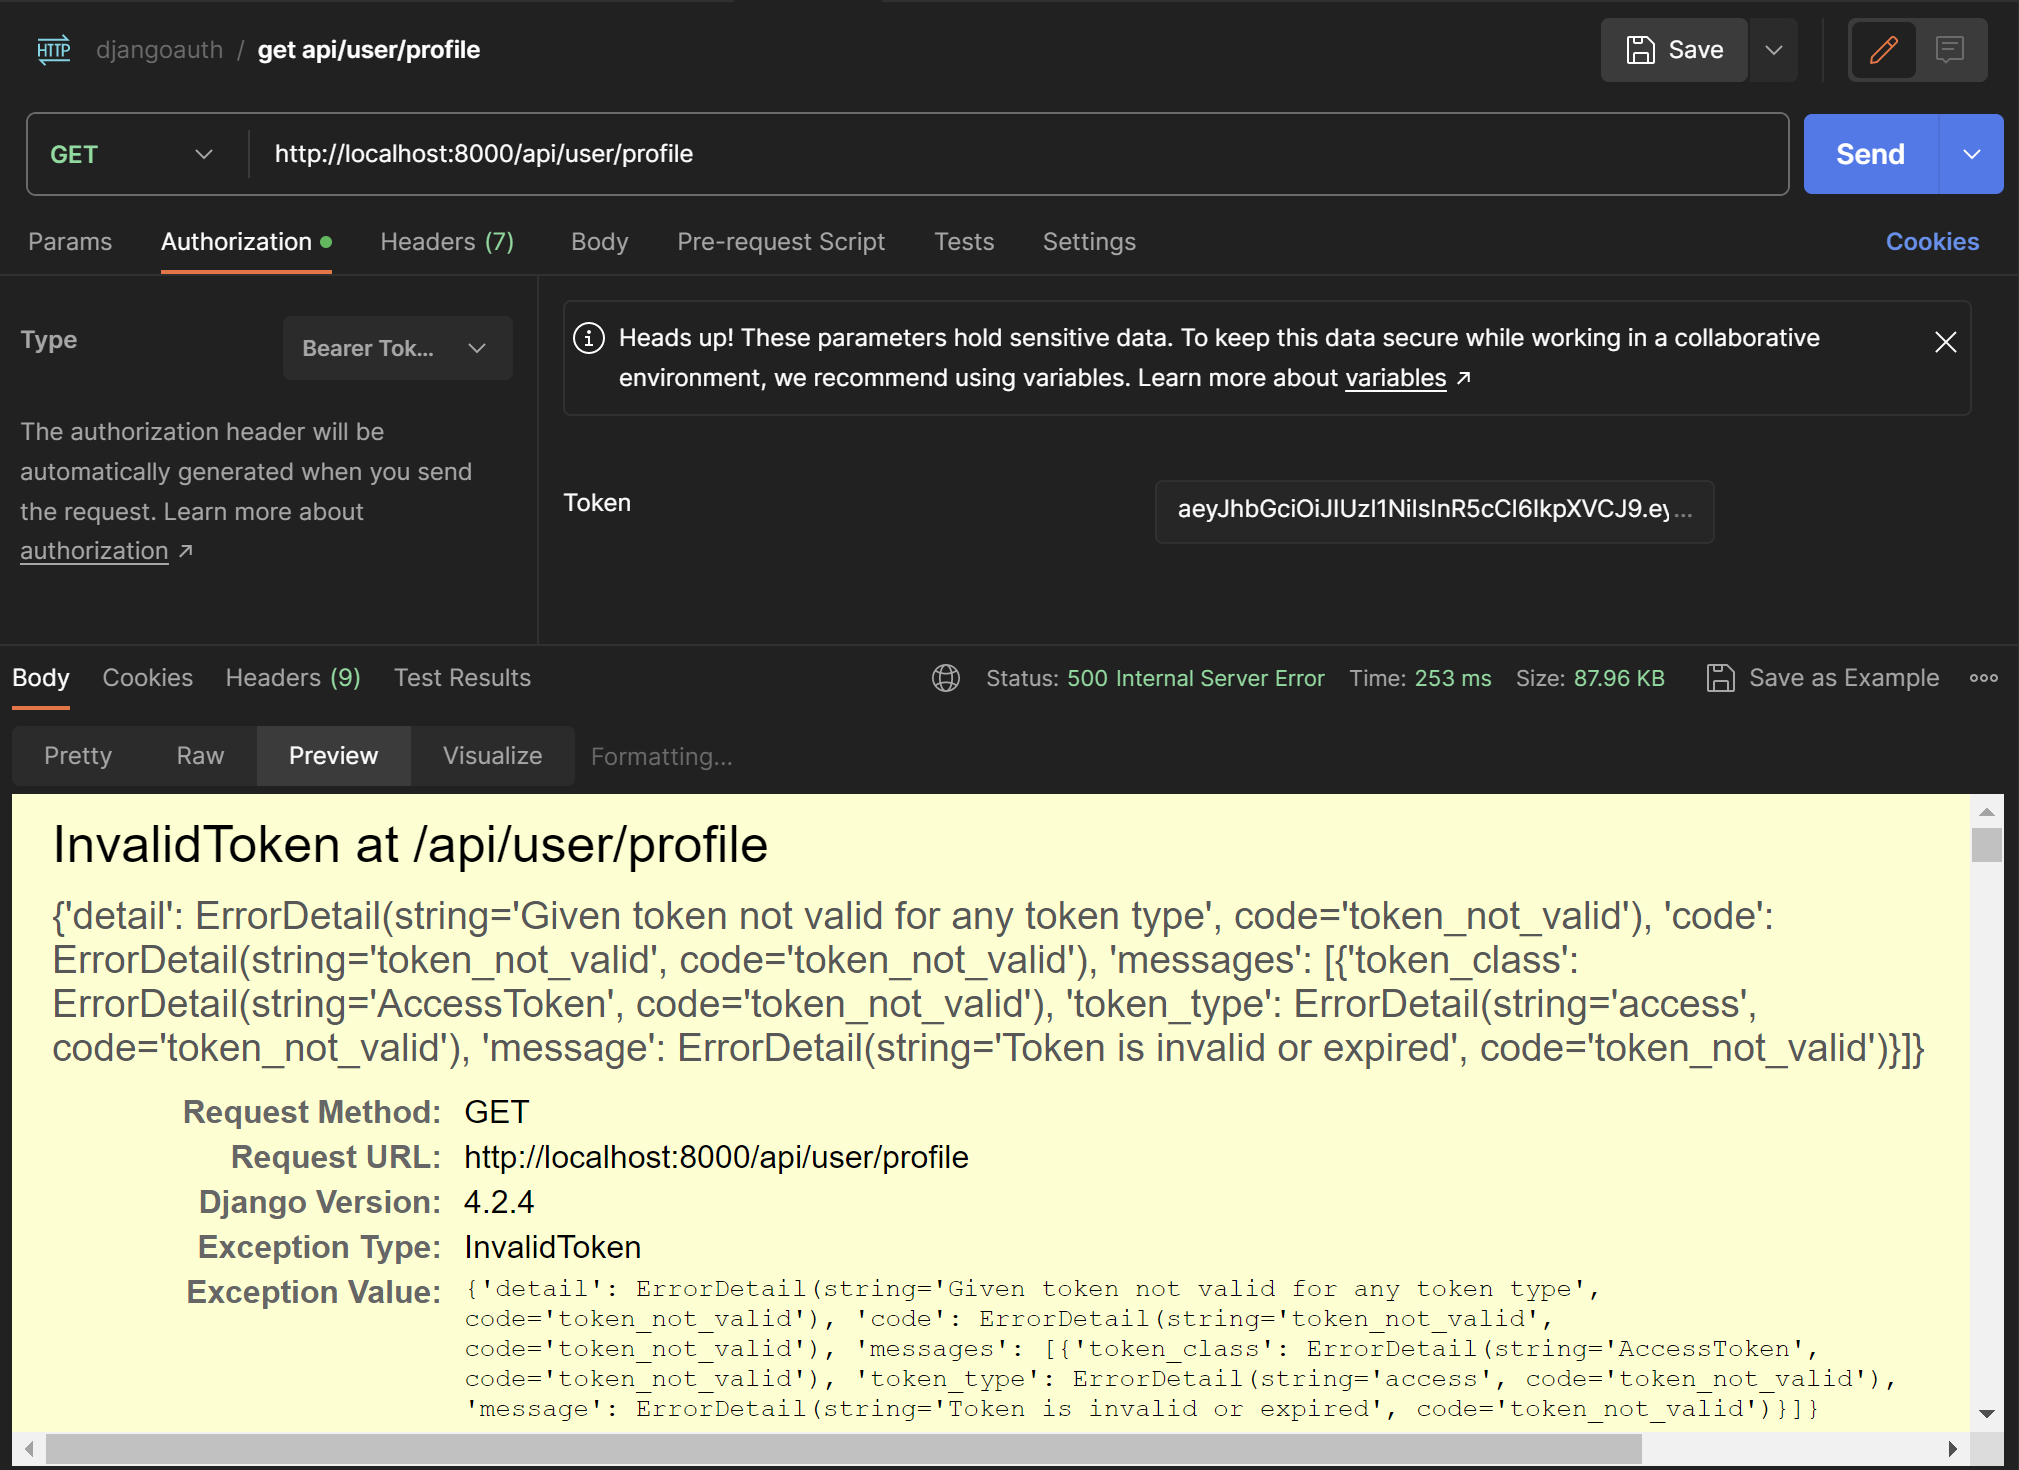 HTTP djangoauth / get api/user/profile Save
GET http://localhost:8000/api/user/profile Send
Params Authorization Headers (7) Body Pre-request Script Tests Settings Cookies
Type Bearer Tok...
The authorization header will be
automatically generated when you send
the request. Learn more about
authorization ↗
Heads up! These parameters hold sensitive data. To keep this data secure while working in a collaborative
environment, we recommend using variables. Learn more about variables ↗
Token aeyJhbGciOiJIUzI1NiIsInR5cCI6IkpXVCJ9.ey...
Body Cookies Headers (9) Test Results Status: 500 Internal Server Error Time: 253 ms Size: 87.96 KB Save as Example
Pretty Raw Preview Visualize Formatting...
InvalidToken at /api/user/profile
{'detail': ErrorDetail(string='Given token not valid for any token type', code='token_not_valid'), 'code':
ErrorDetail(string='token_not_valid', code='token_not_valid'), 'messages': [{'token_class':
ErrorDetail(string='AccessToken', code='token_not_valid'), 'token_type': ErrorDetail(string='access',
code='token_not_valid'), 'message': ErrorDetail(string='Token is invalid or expired', code='token_not_valid')}]}
Request Method: GET
Request URL: http://localhost:8000/api/user/profile
Django Version: 4.2.4
Exception Type: InvalidToken
Exception Value: {'detail': ErrorDetail(string='Given token not valid for any token type',
code='token_not_valid'), 'code': ErrorDetail(string='token_not_valid',
code='token_not_valid'), 'messages': [{'token_class': ErrorDetail(string='AccessToken',
code='token_not_valid'), 'token_type': ErrorDetail(string='access', code='token_not_valid'),
'message': ErrorDetail(string='Token is invalid or expired', code='token_not_valid')}]}